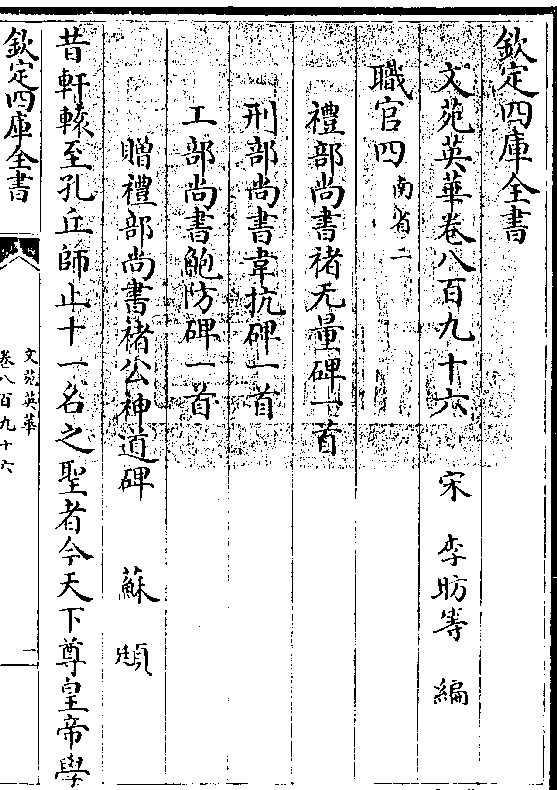 欽定四庫全書
文苑英華卷八百九十六
宋 李昉等 編
職官四 南省二
禮部尚書褚无量碑一首
刑部尚書韋抗碑一首
工部尚書鮑防碑一首
贈禮部尚書褚公神道碑 蘇頲
昔軒轅至孔丘師止十一名之聖者今天下尊皇帝學
欽定四庫全書
文苑英華
卷八百九十六
一